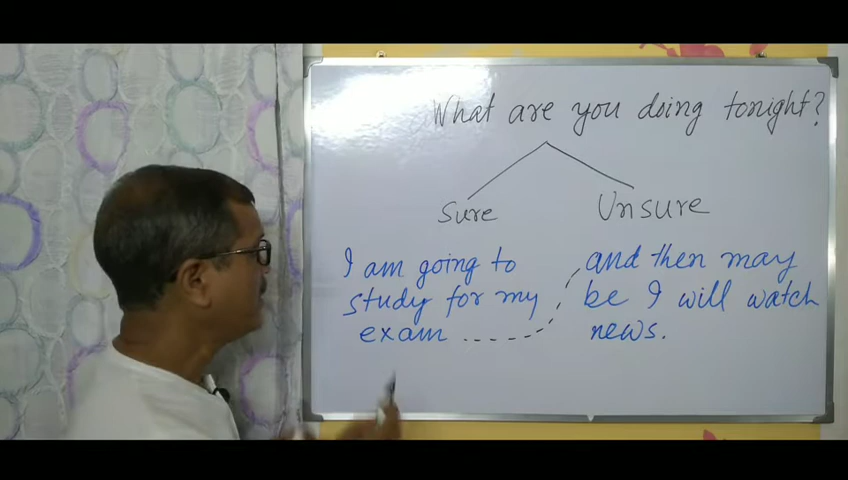 What are you doing tonight?
Sure
Unsure
I am going to
study for my
exam
and then may
be I will watch
news.